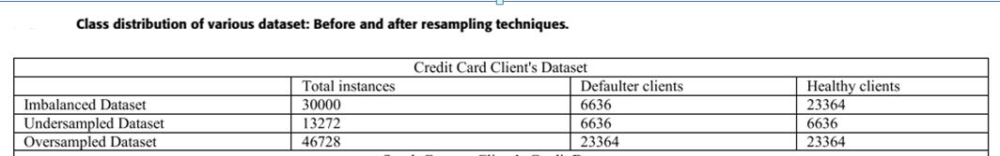 Class distribution of various dataset: Before and after resampling techniques.
Credit Card Client's Dataset
Total instances Defaulter clients Healthy clients
Imbalanced Dataset 30000 6636 23364
Undersampled Dataset 13272 6636 6636
Oversampled Dataset 46728 23364 23364